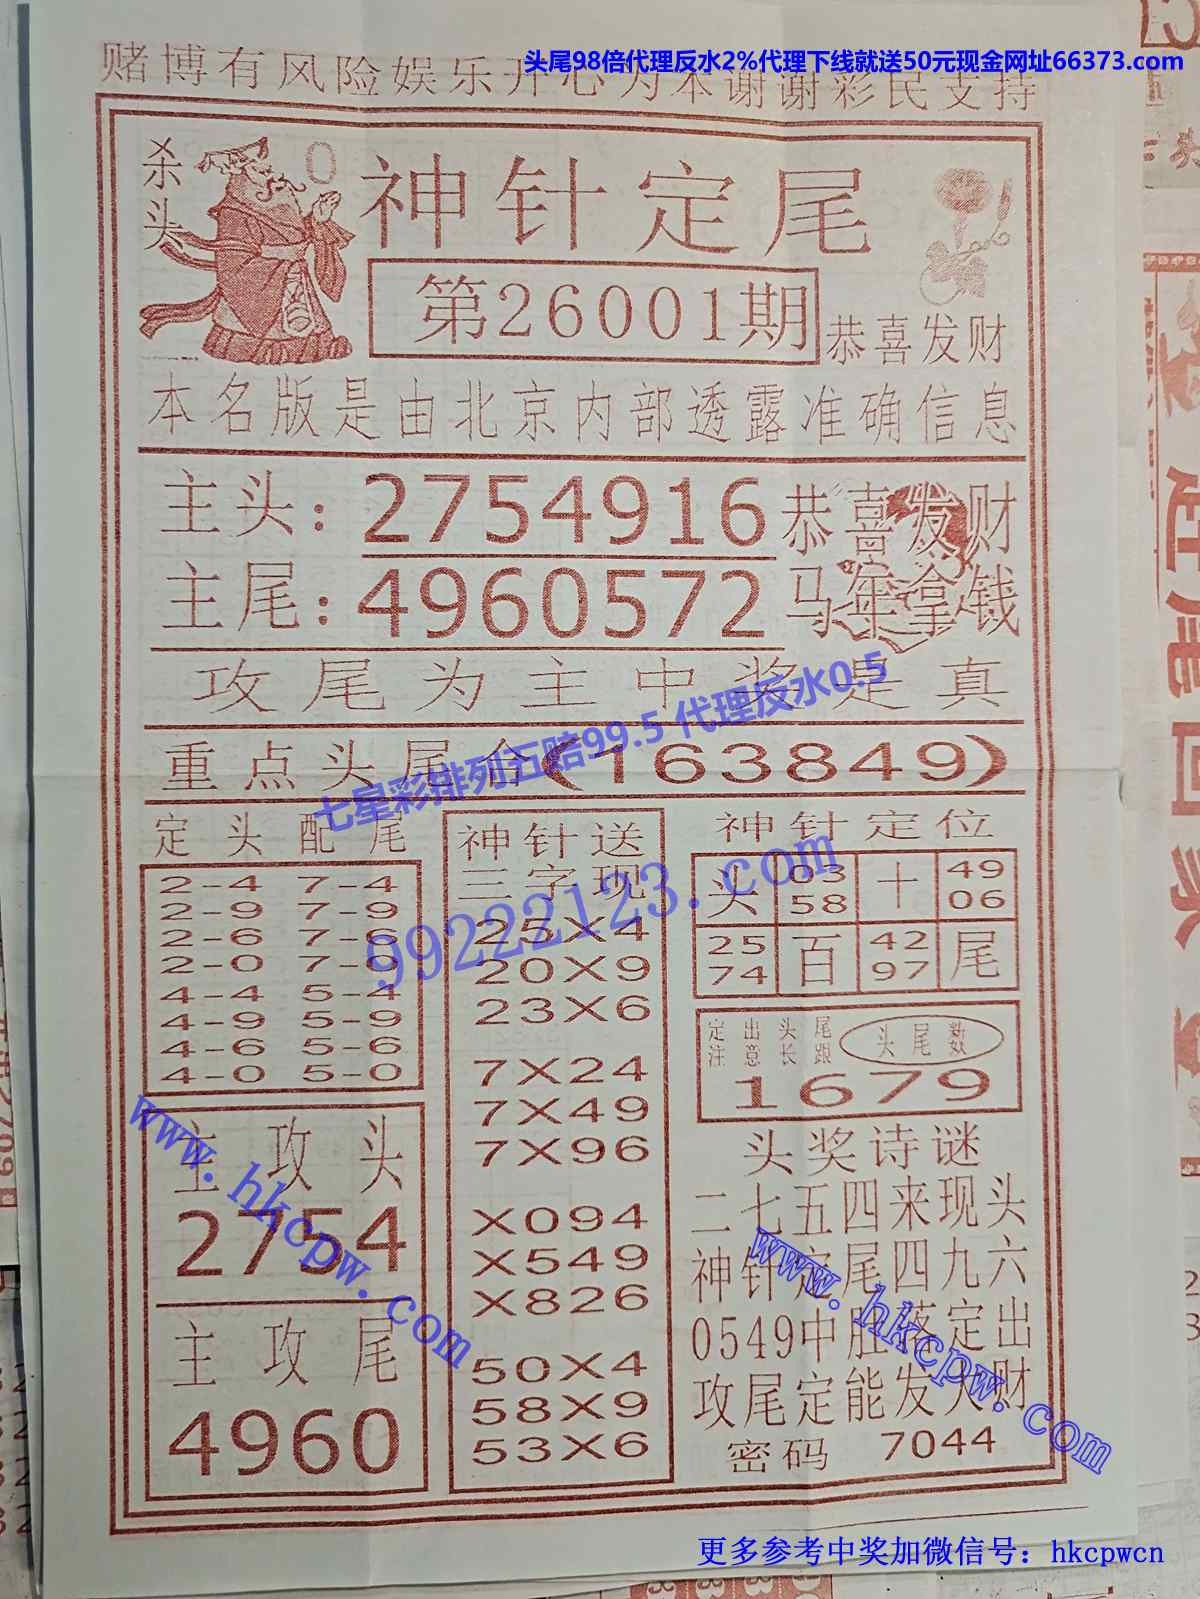 头尾98倍代理反水2%代理下线就送50元现金网址66373.com
赌博有风险娱乐开心为本谢谢彩民支持
杀头
0
神针定尾
第26001期
恭喜发财
本名版是由北京内部透露准确信息
主头：2754916
恭喜发财
主尾：4960572
马年拿钱
攻尾为主中奖是真
七星彩排列五赔99.5 代理反水0.5
重点头尾合(163849)
定头配尾
2-4 7-4
2-9 7-9
2-6 7-6
2-0 7-0
4-4 5-4
4-9 5-9
4-6 5-6
4-0 5-0
主攻头
2754
主攻尾
4960
神针送
三字现
25X4
20X9
23X6
7X24
7X49
7X96
X094
X549
X826
50X4
58X9
53X6
99222123.com
神针定位
头 03 十 49
58 06
25 百 42 尾
74 97
定出头尾
注意长跟
头尾数
1679
头奖诗谜
二七五四来现头
神针定尾四九六
0549中肚落定出
攻尾定能发大财
密码 7044
www.hkcpw.com
www.hkcpw.com
更多参考中奖加微信号：hkcpwcn